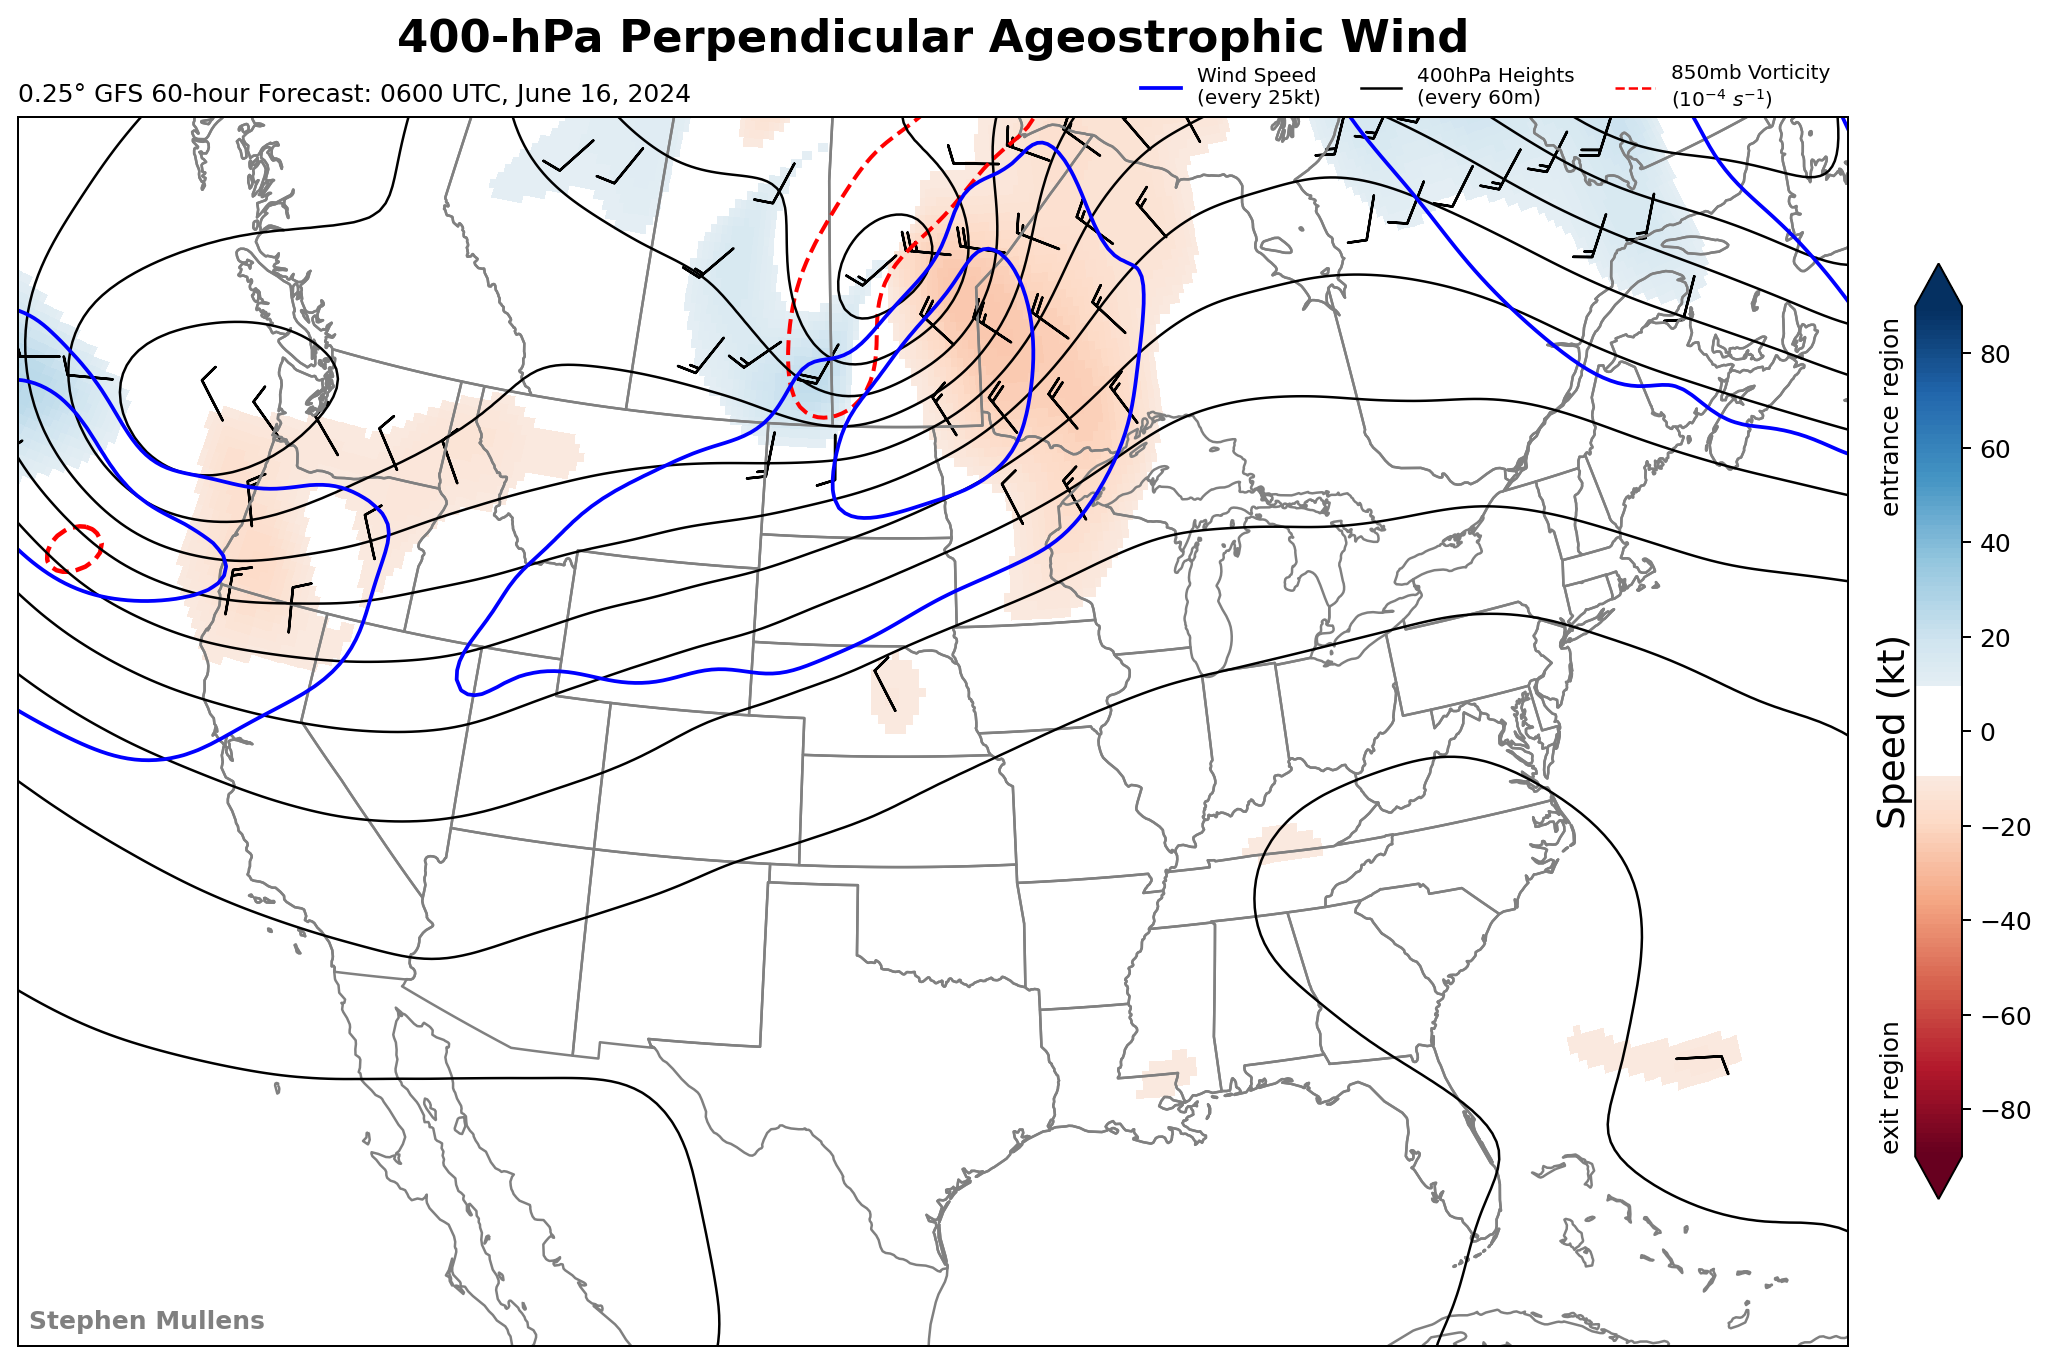 400-hPa Perpendicular Ageostrophic Wind
0.25° GFS 60-hour Forecast: 0600 UTC, June 16, 2024
Wind Speed
(every 25kt)
400hPa Heights
(every 60m)
850mb Vorticity
(10⁻⁴ s⁻¹)
entrance region
Speed (kt)
exit region
80
60
40
20
0
−20
−40
−60
−80
Stephen Mullens